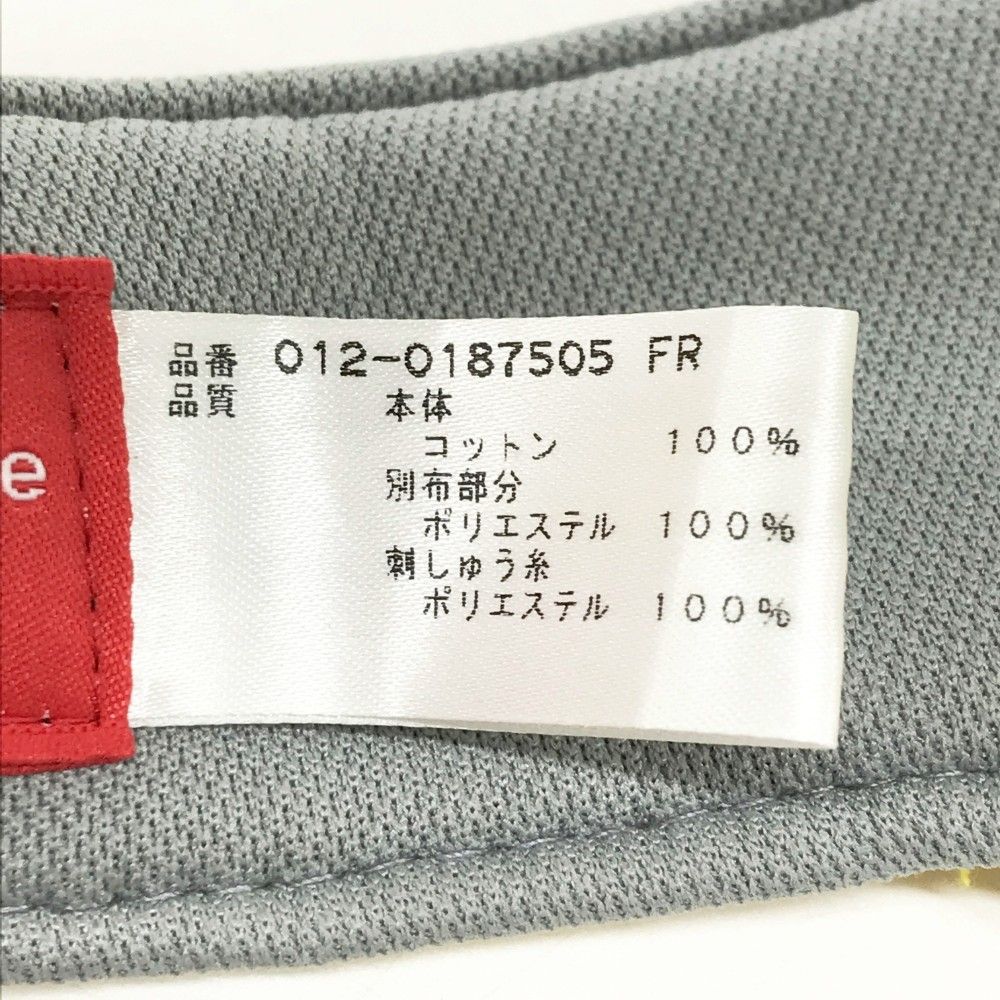 e
品番 012-0187505 FR
品質 本体
コットン 100%
別布部分
ポリエステル 100%
刺しゅう糸
ポリエステル 100%